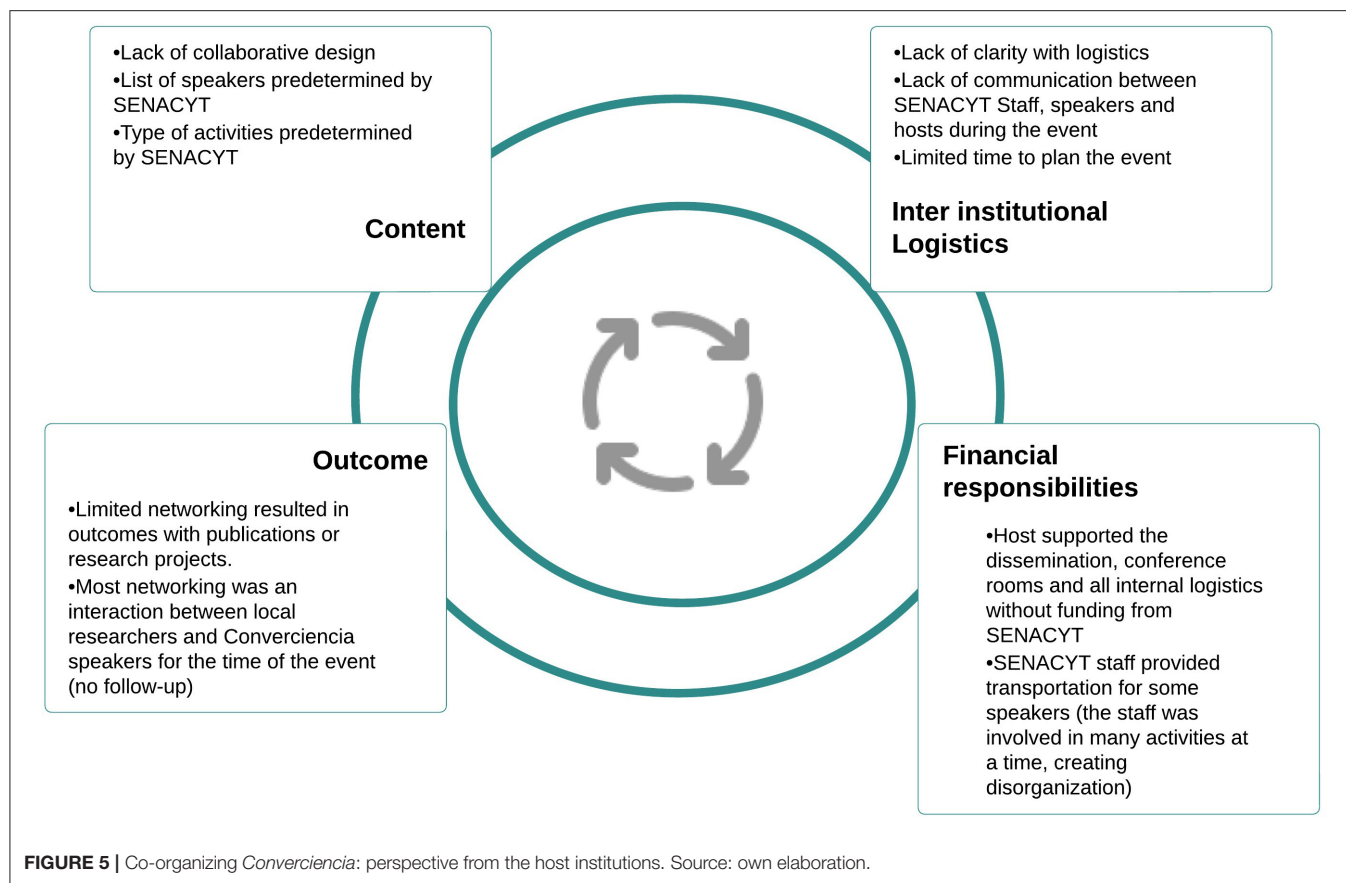 •Lack of collaborative design
•List of speakers predetermined by
SENACYT
•Type of activities predetermined
by SENACYT
Content
•Lack of clarity with logistics
•Lack of communication between
SENACYT Staff, speakers and
hosts during the event
•Limited time to plan the event
Inter institutional
Logistics
Outcome
•Limited networking resulted in
outcomes with publications or
research projects.
•Most networking was an
interaction between local
researchers and Converciencia
speakers for the time of the event
(no follow-up)
Financial
responsibilities
•Host supported the
dissemination, conference
rooms and all internal logistics
without funding from
SENACYT
•SENACYT staff provided
transportation for some
speakers (the staff was
involved in many activities at
a time, creating
disorganization)
FIGURE 5 | Co-organizing Converciencia: perspective from the host institutions. Source: own elaboration.